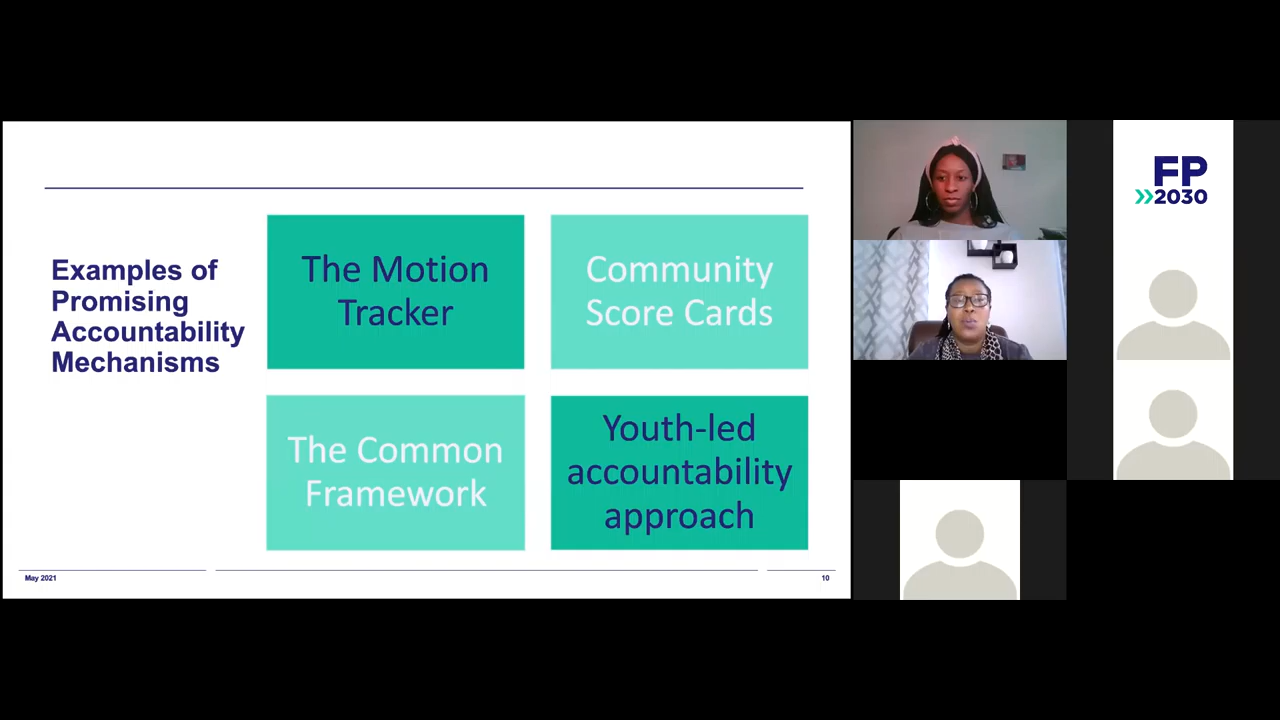 Examples of
Promising
Accountability
Mechanisms
The Motion
Tracker
Community
Score Cards
The Common
Framework
Youth-led
accountability
approach
May 2021
10
FP
2030